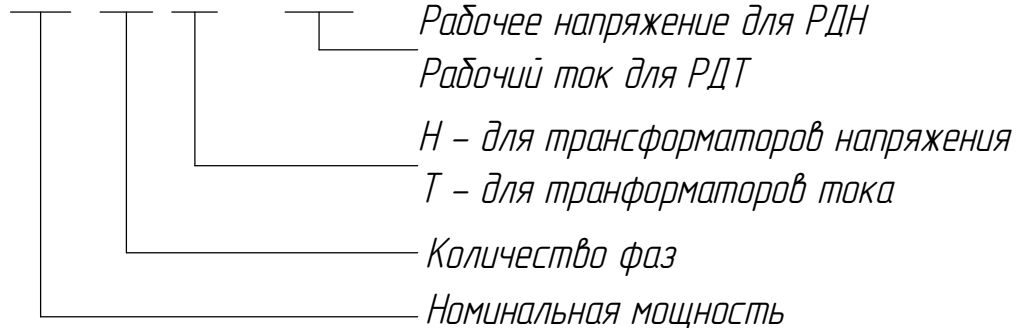 Рабочее напряжение для РДН
Рабочий ток для РДТ
Н – для трансформаторов напряжения
Т – для транформаторов тока
Количество фаз
Номинальная мощность